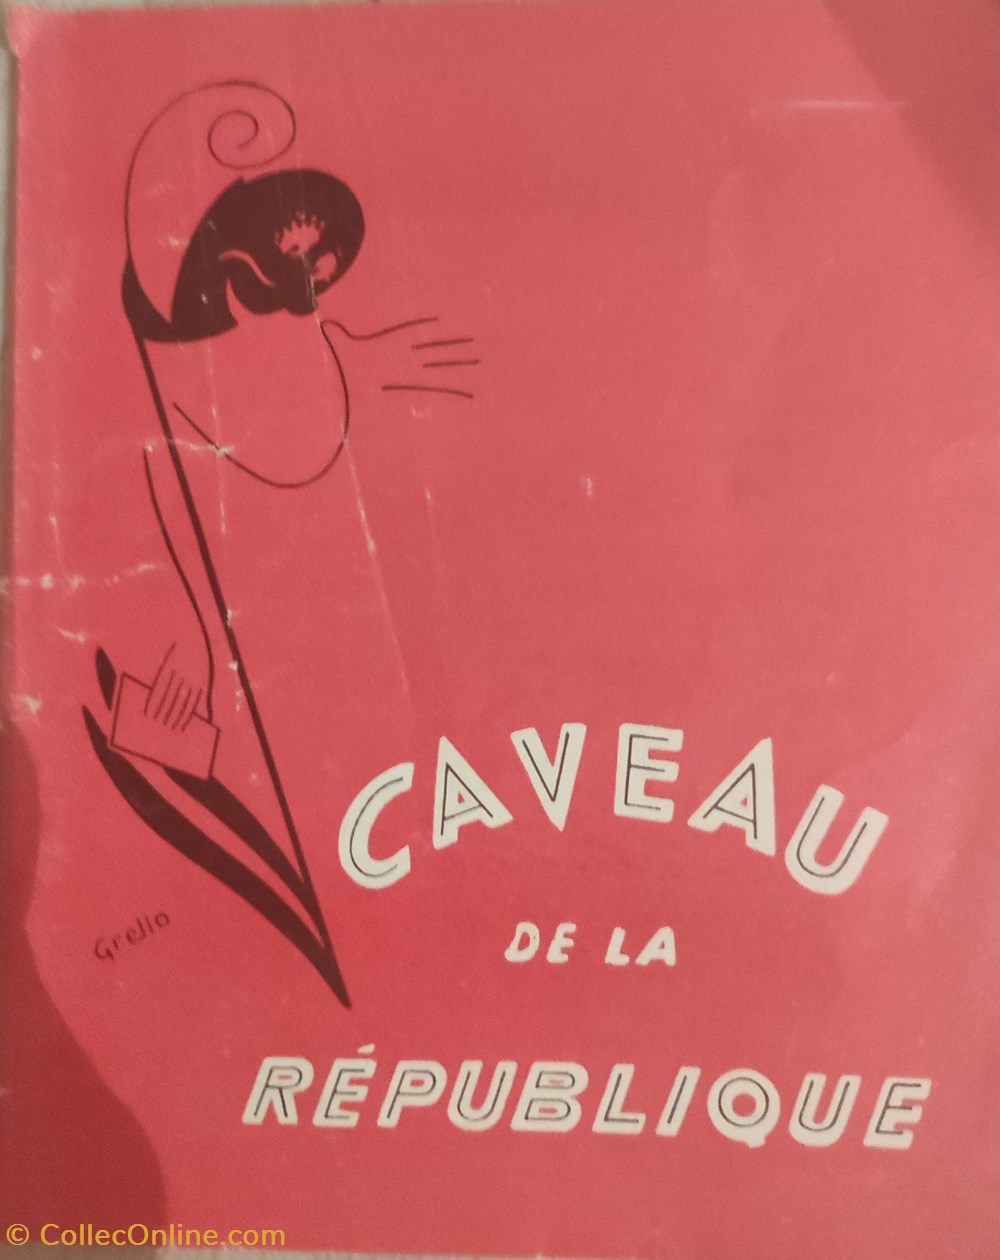 CAVEAU
DE LA
RÉPUBLIQUE
Grello
© CollecOnline.com